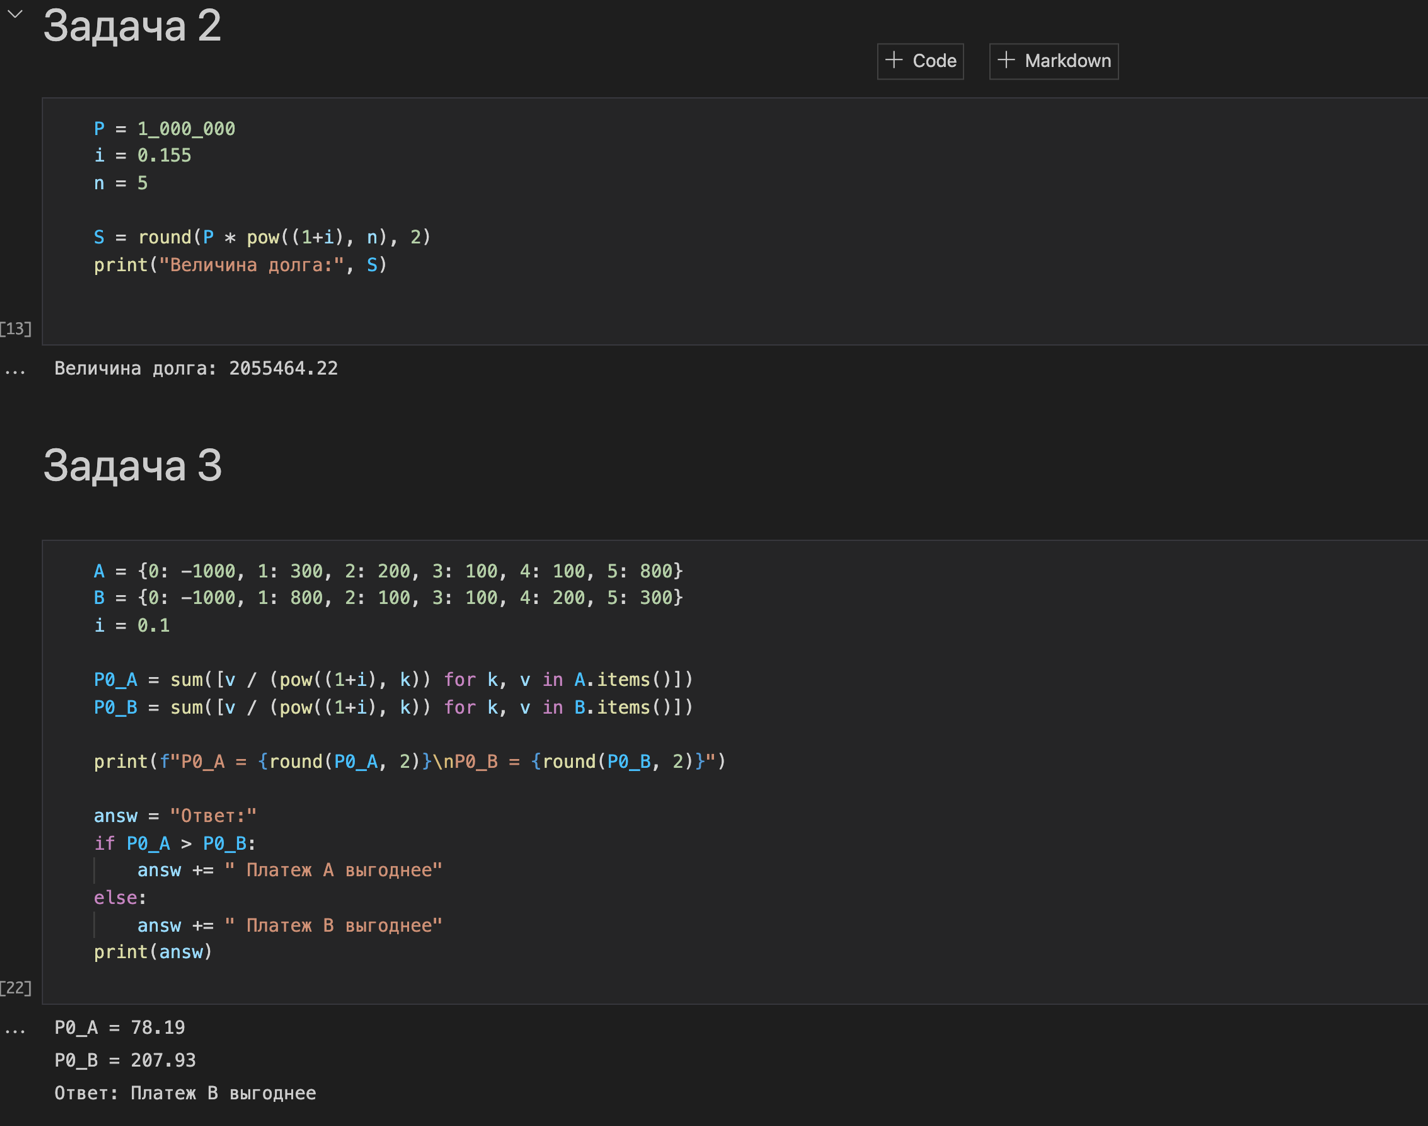 Задача 2
+ Code + Markdown
P = 1_000_000
i = 0.155
n = 5
S = round(P * pow((1+i), n), 2)
print("Величина долга:", S)
[13]
... Величина долга: 2055464.22
Задача 3
A = {0: -1000, 1: 300, 2: 200, 3: 100, 4: 100, 5: 800}
B = {0: -1000, 1: 800, 2: 100, 3: 100, 4: 200, 5: 300}
i = 0.1
P0_A = sum([v / (pow((1+i), k)) for k, v in A.items()])
P0_B = sum([v / (pow((1+i), k)) for k, v in B.items()])
print(f"P0_A = {round(P0_A, 2)}\nP0_B = {round(P0_B, 2)}")
answ = "Ответ:"
if P0_A > P0_B:
    answ += " Платеж А выгоднее"
else:
    answ += " Платеж В выгоднее"
print(answ)
[22]
... P0_A = 78.19
P0_B = 207.93
Ответ: Платеж В выгоднее